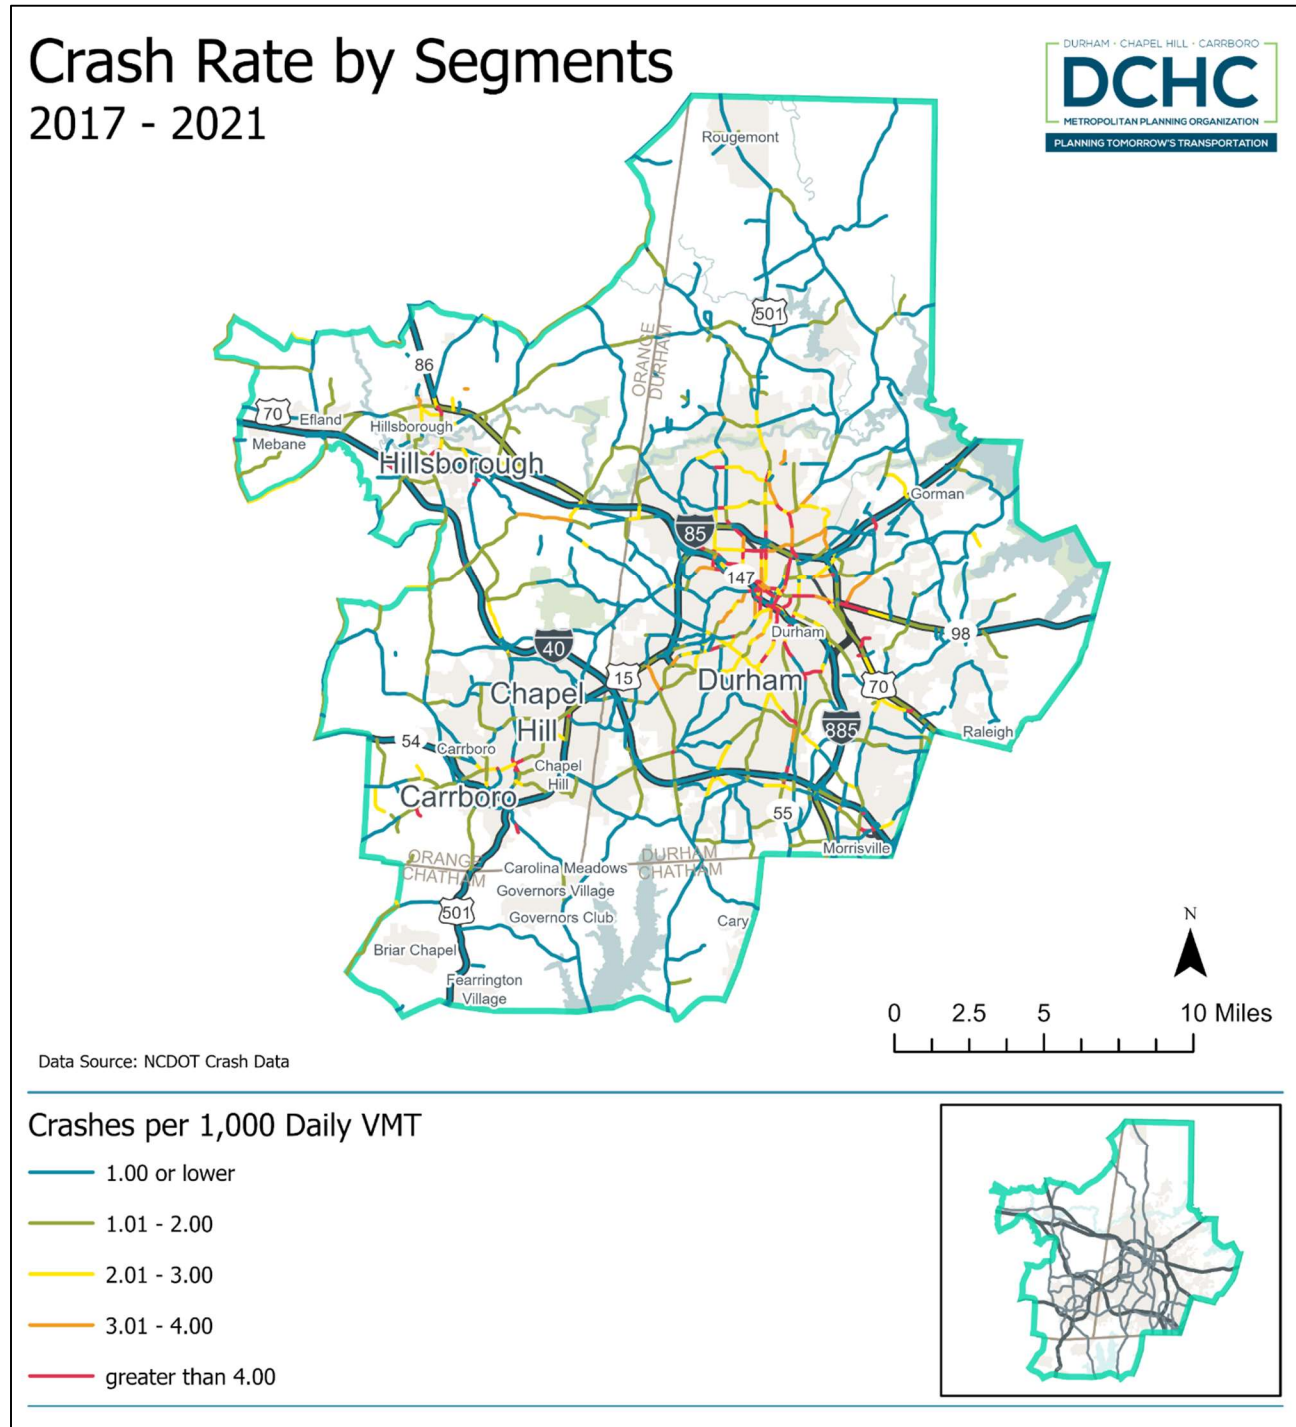 Crash Rate by Segments
2017 - 2021
DURHAM · CHAPEL HILL · CARRBORO
DCHC
METROPOLITAN PLANNING ORGANIZATION
PLANNING TOMORROW'S TRANSPORTATION
Rougemont
501
ORANGE
DURHAM
86
70
Efland
Mebane
Hillsborough
Hillsborough
Gorman
85
147
98
Durham
40
15
Durham
70
Chapel
Hill
885
Raleigh
54
Carrboro
Chapel
Hill
Carrboro
55
Morrisville
ORANGE
CHATHAM
DURHAM
CHATHAM
Carolina Meadows
Governors Village
501
Governors Club
Cary
Briar Chapel
Fearrington
Village
N
0 2.5 5 10 Miles
Data Source: NCDOT Crash Data
Crashes per 1,000 Daily VMT
1.00 or lower
1.01 - 2.00
2.01 - 3.00
3.01 - 4.00
greater than 4.00